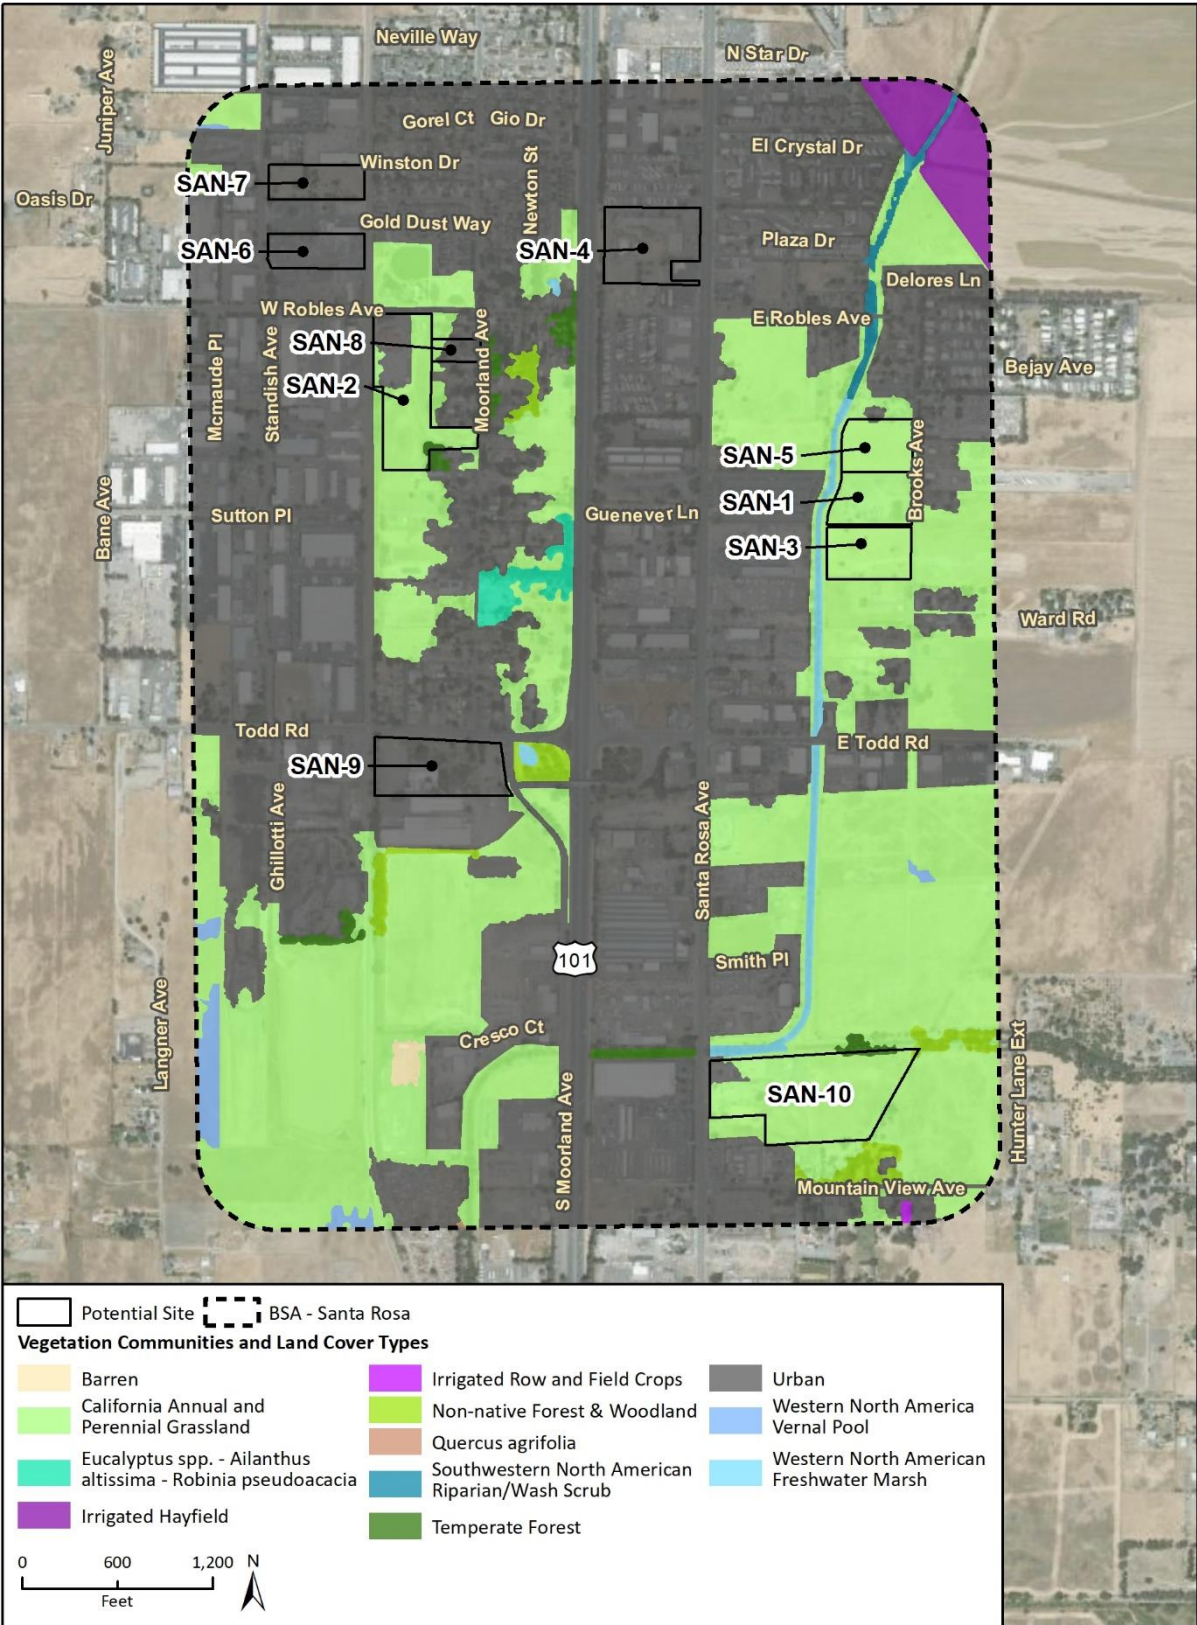 Neville Way
N Star Dr
Juniper Ave
Gorel Ct
Gio Dr
El Crystal Dr
Winston Dr
Newton St
SAN-7
Oasis Dr
Gold Dust Way
SAN-4
Plaza Dr
SAN-6
Delores Ln
W Robles Ave
E Robles Ave
SAN-8
Mcmaude Pl
Standish Ave
Moorland Ave
Bejay Ave
SAN-2
SAN-5
Brooks Ave
SAN-1
Bane Ave
Sutton Pl
Guenever Ln
SAN-3
Ward Rd
Todd Rd
E Todd Rd
SAN-9
Ghillotti Ave
Santa Rosa Ave
101
Smith Pl
Langner Ave
Cresco Ct
S Moorland Ave
SAN-10
Hunter Lane Ext
Mountain View Ave
Potential Site
BSA - Santa Rosa
Vegetation Communities and Land Cover Types
Barren
California Annual and
Perennial Grassland
Eucalyptus spp. - Ailanthus
altissima - Robinia pseudoacacia
Irrigated Hayfield
Irrigated Row and Field Crops
Non-native Forest & Woodland
Quercus agrifolia
Southwestern North American
Riparian/Wash Scrub
Temperate Forest
Urban
Western North America
Vernal Pool
Western North American
Freshwater Marsh
0 600 1,200
Feet
N